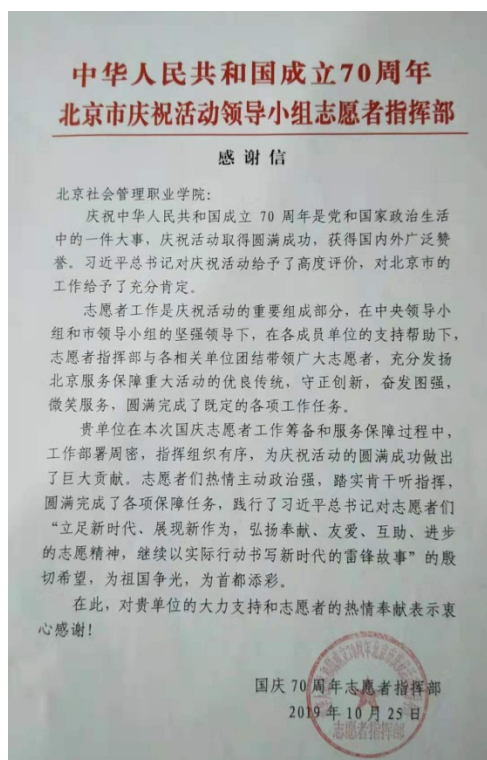 中华人民共和国成立70周年
北京市庆祝活动领导小组志愿者指挥部
感谢信
北京社会管理职业学院：
庆祝中华人民共和国成立 70 周年是党和国家政治生活
中的一件大事，庆祝活动取得圆满成功，获得国内外广泛赞
誉。习近平总书记对庆祝活动给予了高度评价，对北京市的
工作给予了充分肯定。
志愿者工作是庆祝活动的重要组成部分，在中央领导小
组和市领导小组的坚强领导下，在各成员单位的支持帮助下，
志愿者指挥部与各相关单位团结带领广大志愿者，充分发扬
北京服务保障重大活动的优良传统，守正创新，奋发图强，
微笑服务，圆满完成了既定的各项工作任务。
贵单位在本次国庆志愿者工作筹备和服务保障过程中，
工作部署周密，指挥组织有序，为庆祝活动的圆满成功做出
了巨大贡献。志愿者们热情主动政治强，踏实肯干听指挥，
圆满完成了各项保障任务，践行了习近平总书记对志愿者们
“立足新时代、展现新作为，弘扬奉献、友爱、互助、进步
的志愿精神，继续以实际行动书写新时代的雷锋故事”的殷
切希望，为祖国争光，为首都添彩。
在此，对贵单位的大力支持和志愿者的热情奉献表示衷
心感谢！
国庆 70 周年志愿者指挥部
2019 年 10 月 25 日
志愿者指挥部